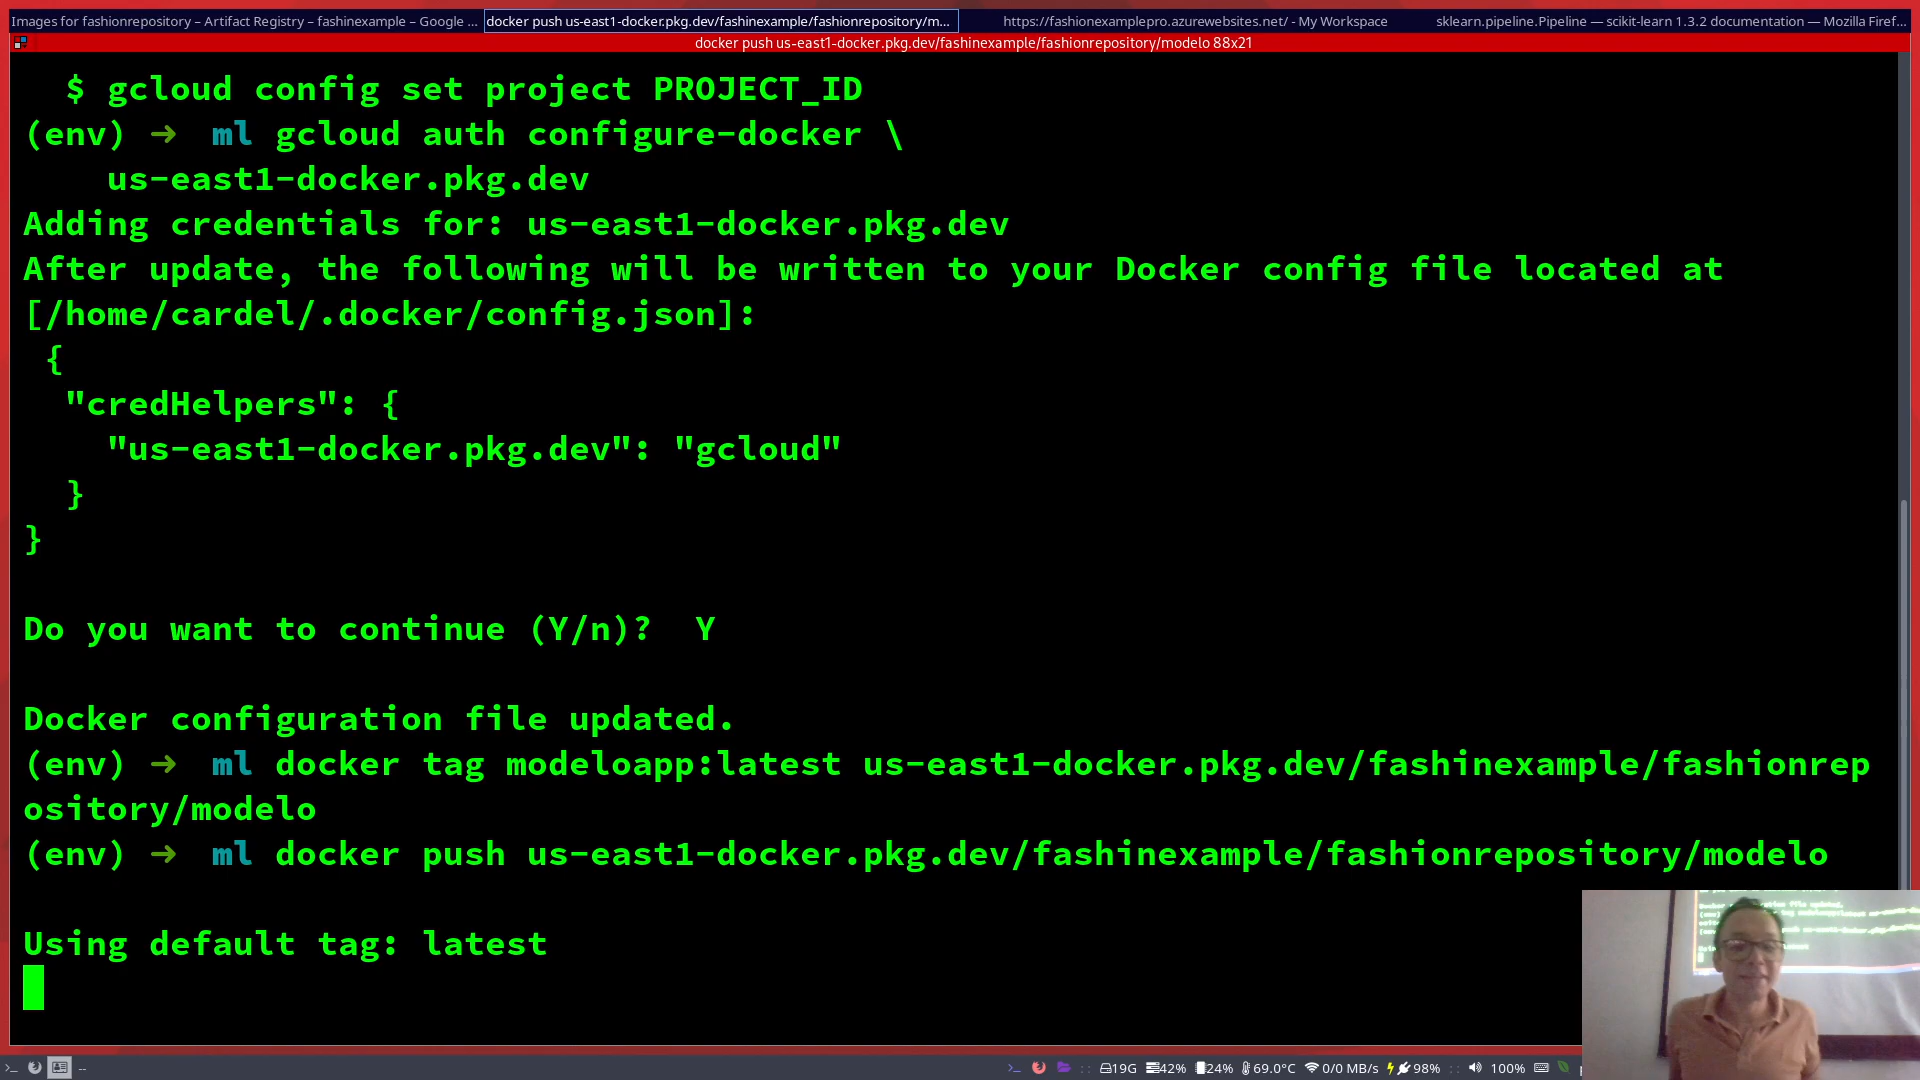 Images for fashionrepository – Artifact Registry – fashinexample – Google ...
docker push us-east1-docker.pkg.dev/fashinexample/fashionrepository/m...
https://fashionexamplepro.azurewebsites.net/ - My Workspace
sklearn.pipeline.Pipeline — scikit-learn 1.3.2 documentation — Mozilla Firef...
docker push us-east1-docker.pkg.dev/fashinexample/fashionrepository/modelo 88x21
$ gcloud config set project PROJECT_ID
(env) ➜ ml gcloud auth configure-docker \
us-east1-docker.pkg.dev
Adding credentials for: us-east1-docker.pkg.dev
After update, the following will be written to your Docker config file located at
[/home/cardel/.docker/config.json]:
{
"credHelpers": {
"us-east1-docker.pkg.dev": "gcloud"
}
}
Do you want to continue (Y/n)? Y
Docker configuration file updated.
(env) ➜ ml docker tag modeloapp:latest us-east1-docker.pkg.dev/fashinexample/fashionrep
ository/modelo
(env) ➜ ml docker push us-east1-docker.pkg.dev/fashinexample/fashionrepository/modelo
Using default tag: latest
-- 19G 42% 24% 69.0°C 0/0 MB/s 98% 100%